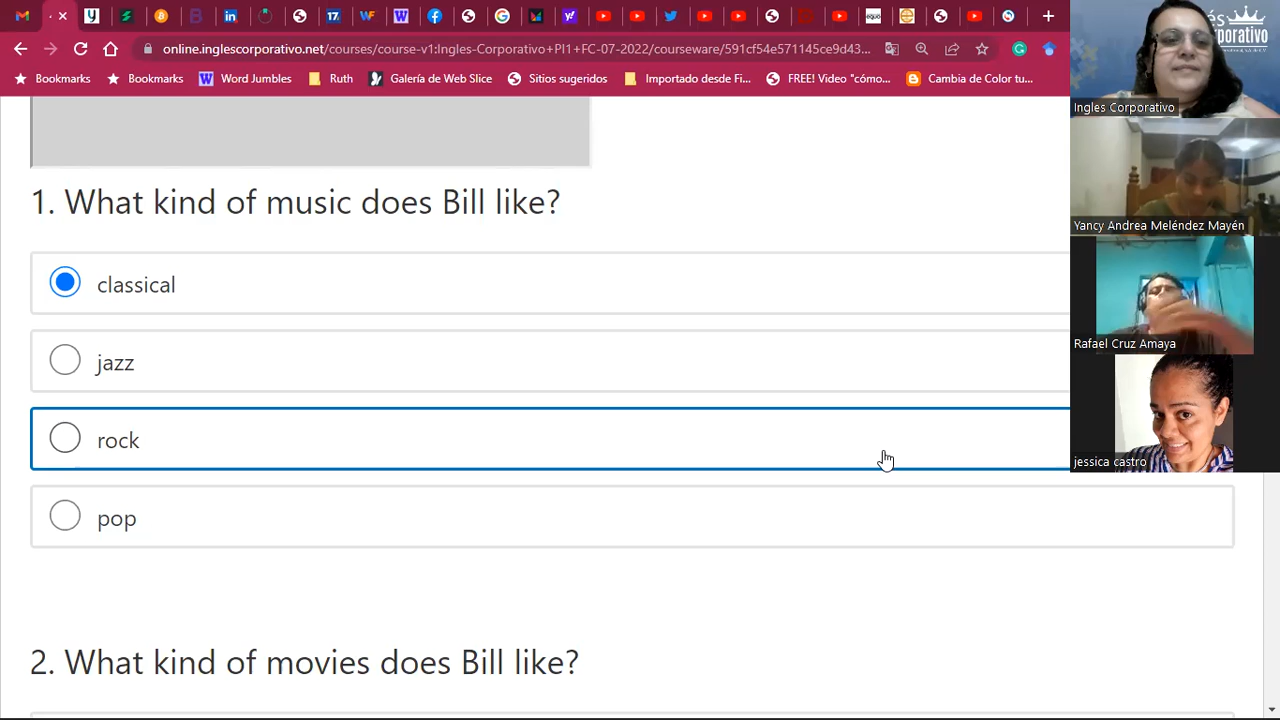 online.inglescorporativo.net/courses/course-v1:Ingles-Corporativo+PI1+FC-07-2022/courseware/591cf54e571145ce9d43...
Bookmarks Bookmarks Word Jumbles Ruth Galería de Web Slice Sitios sugeridos Importado desde Fi... FREE! Video "cómo... Cambia de Color tu...
Ingles Corporativo
Yancy Andrea Meléndez Mayén
Rafael Cruz Amaya
jessica castro
1. What kind of music does Bill like?
classical
jazz
rock
pop
2. What kind of movies does Bill like?